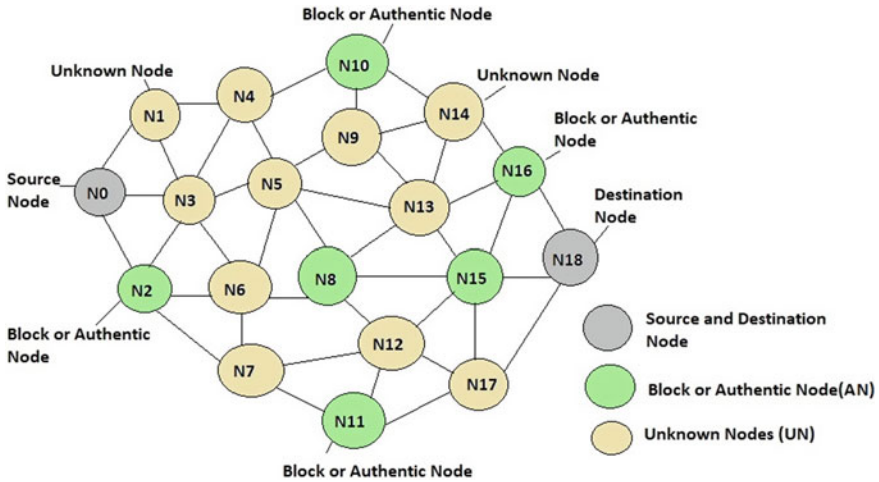 Block or Authentic Node
Unknown Node
N10
Unknown Node
N4
N1
N14
N9
Block or Authentic
Node
Source
Node
N0
N5
N16
N3
N13
Destination
Node
N18
N8
N15
N2
N6
Block or Authentic
Node
N12
N7
N17
N11
Block or Authentic Node
Source and Destination
Node
Block or Authentic Node(AN)
Unknown Nodes (UN)